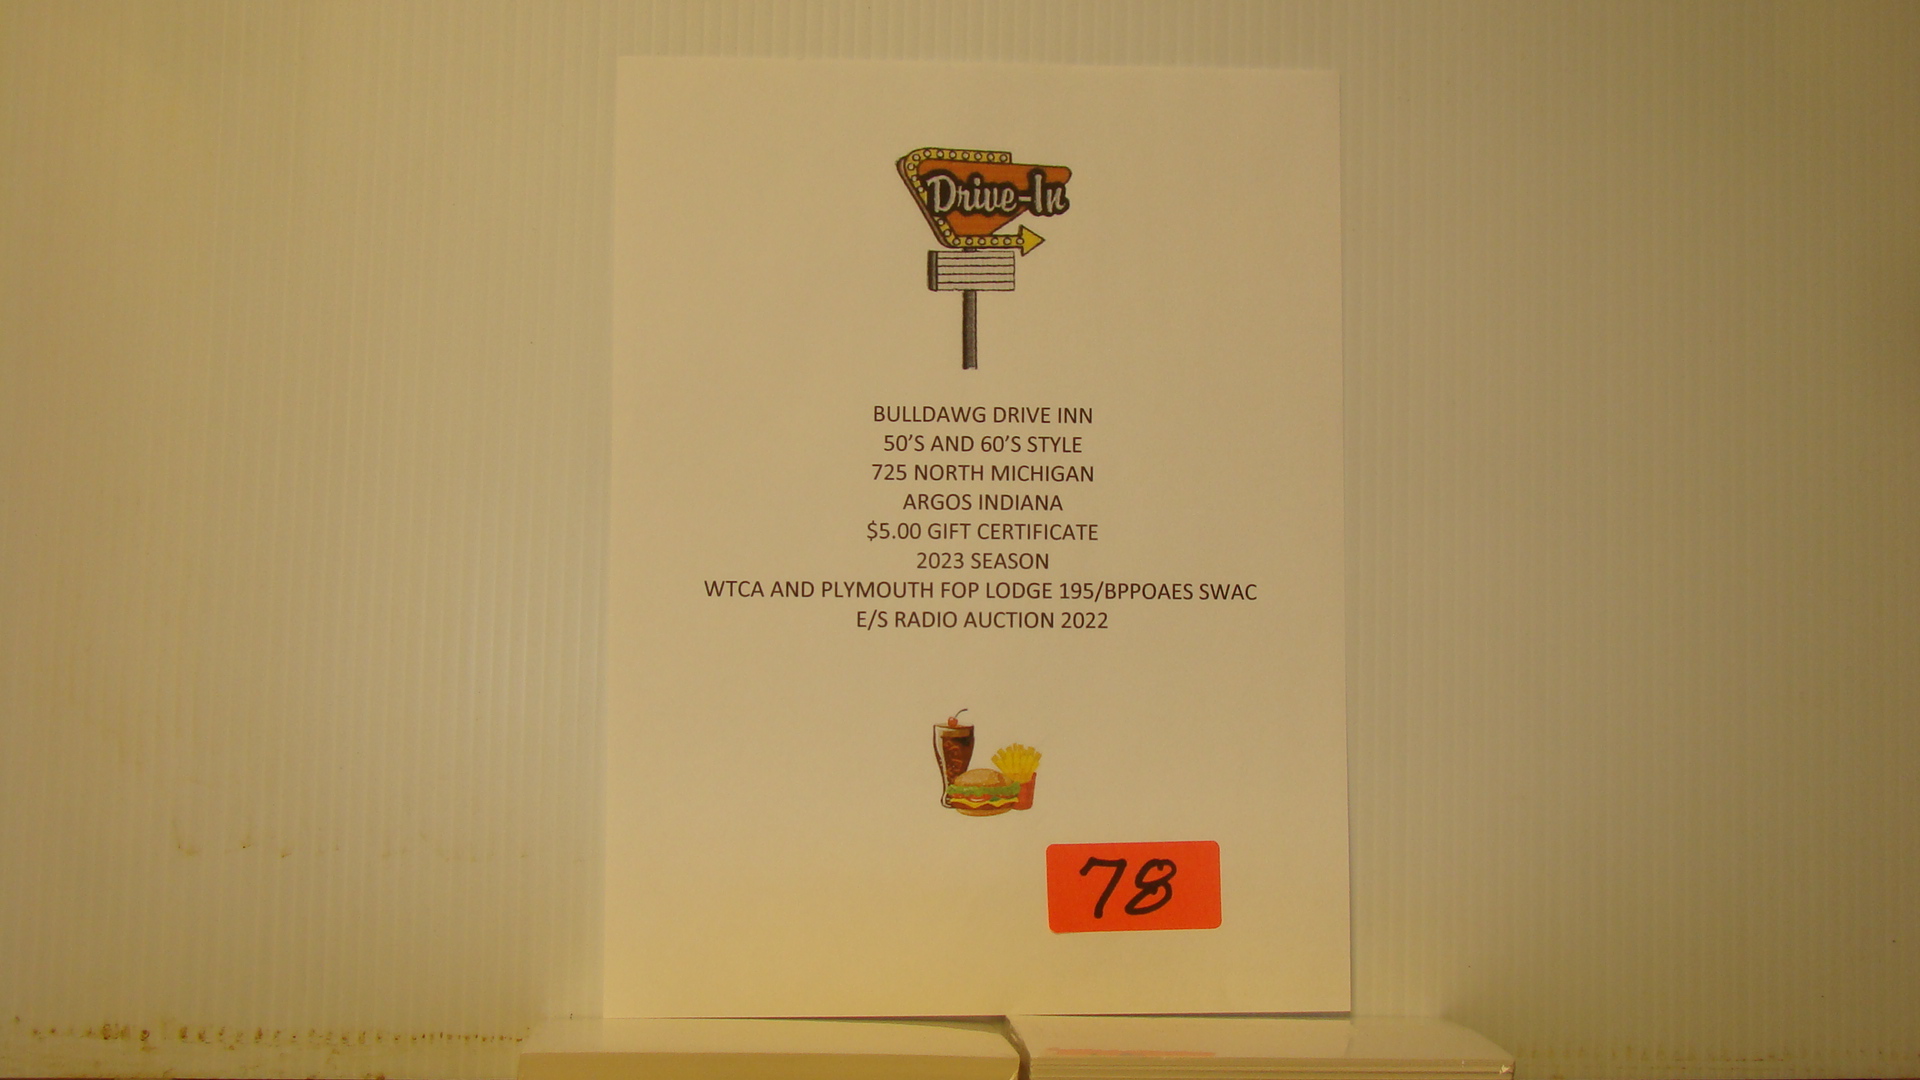 Drive-In
BULLDAWG DRIVE INN
50’S AND 60’S STYLE
725 NORTH MICHIGAN
ARGOS INDIANA
$5.00 GIFT CERTIFICATE
2023 SEASON
WTCA AND PLYMOUTH FOP LODGE 195/BPPOAES SWAC
E/S RADIO AUCTION 2022
78